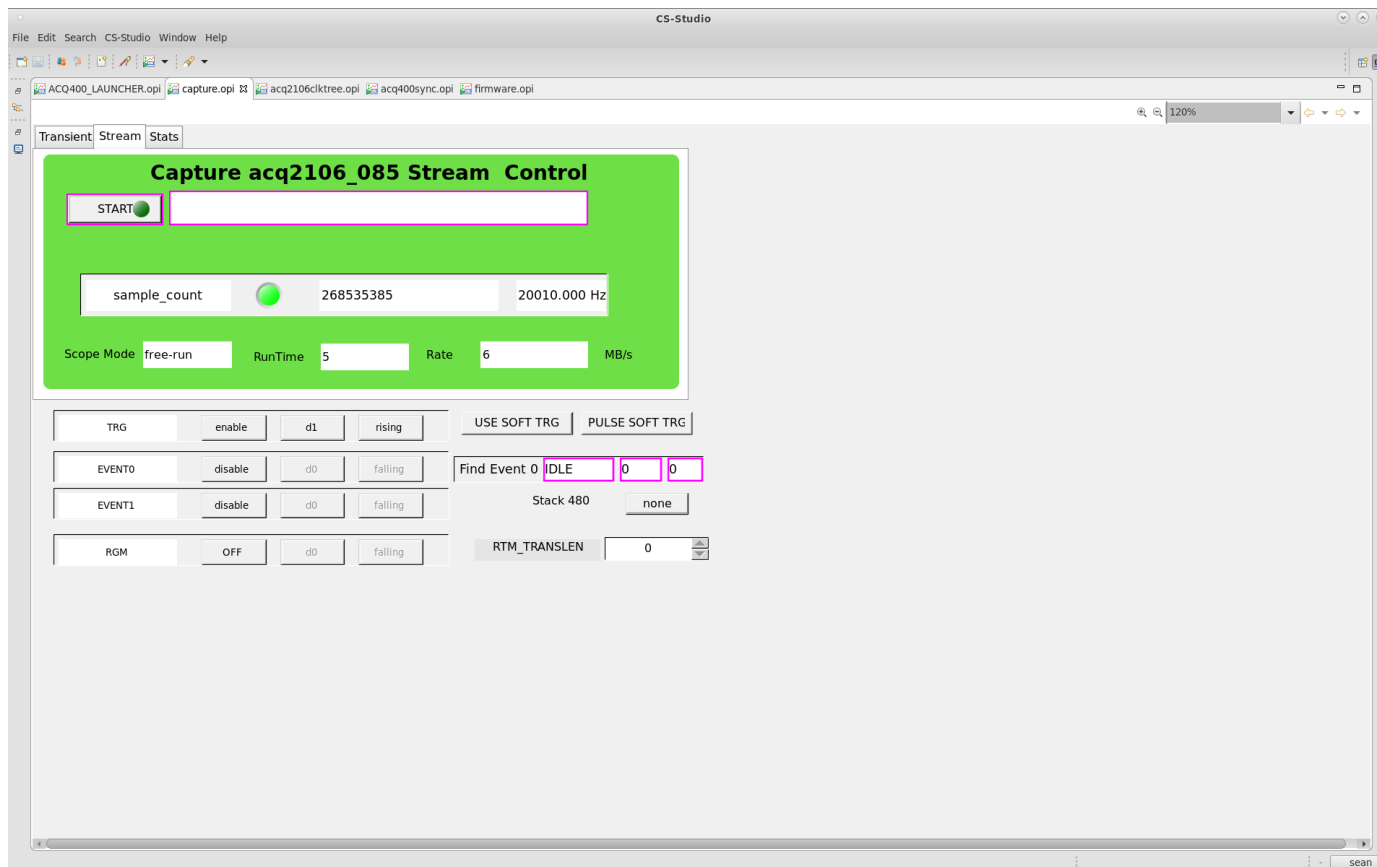 CS-Studio
File Edit Search CS-Studio Window Help
ACQ400_LAUNCHER.opi capture.opi acq2106clktree.opi acq400sync.opi firmware.opi
120%
Transient Stream Stats
Capture acq2106_085 Stream Control
START
sample_count 268535385 20010.000 Hz
Scope Mode free-run RunTime 5 Rate 6 MB/s
TRG enable d1 rising USE SOFT TRG PULSE SOFT TRG
EVENT0 disable d0 falling Find Event 0 IDLE 0 0
EVENT1 disable d0 falling Stack 480 none
RGM OFF d0 falling RTM_TRANSLEN 0
- sean